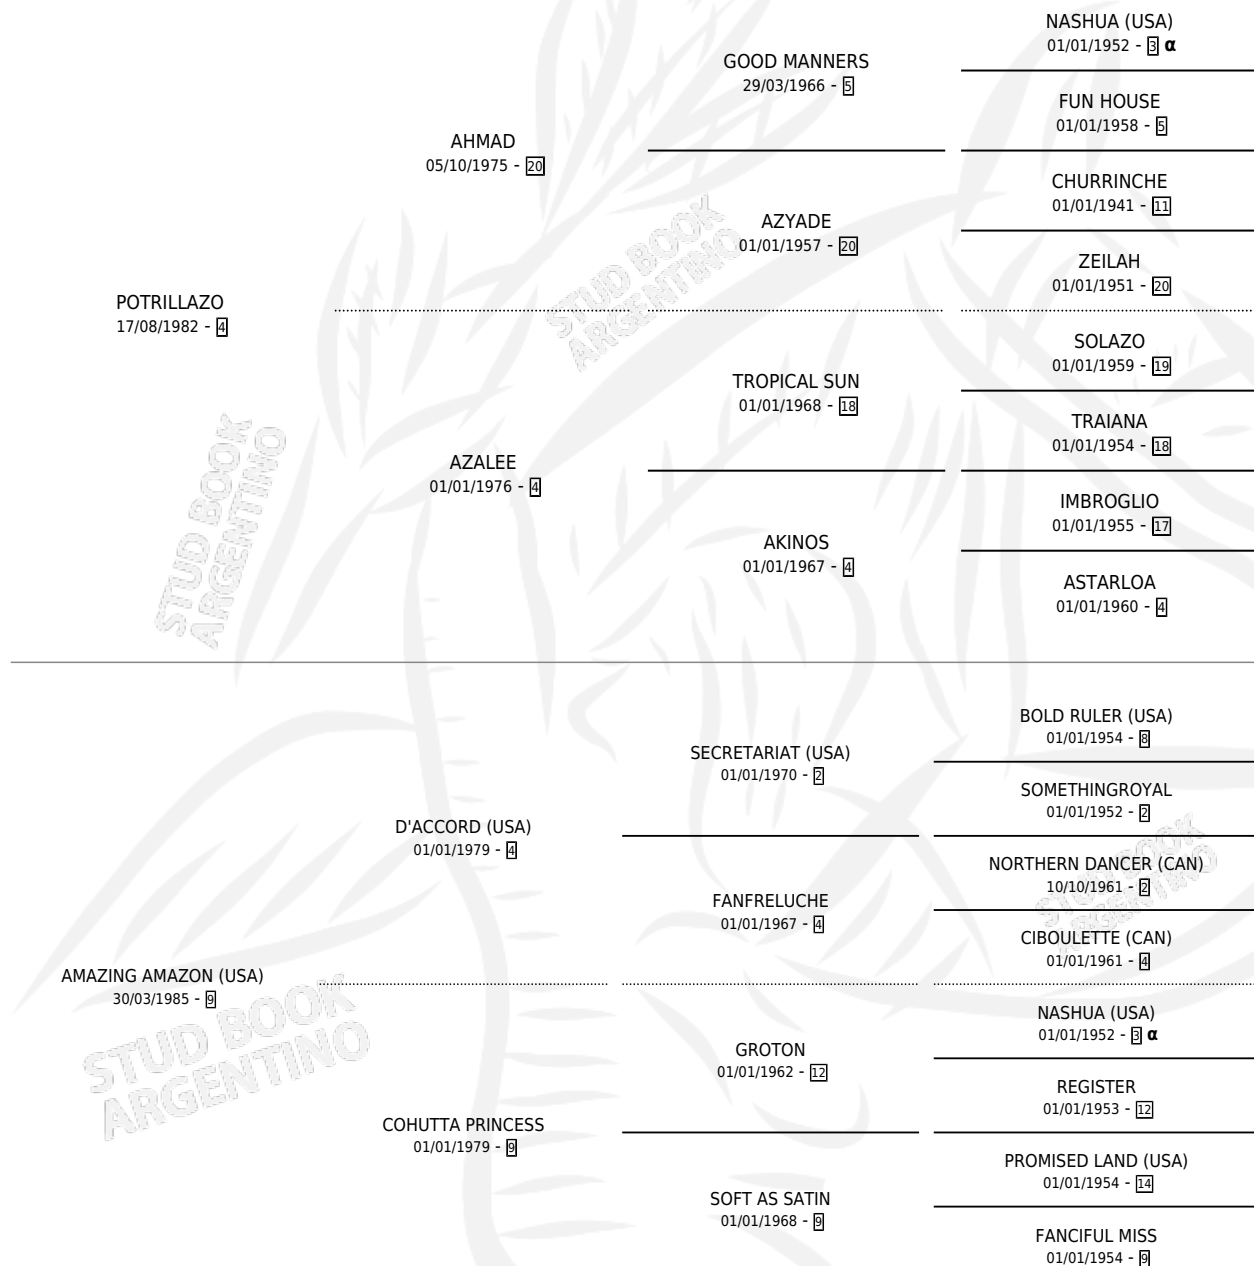 NASHUA (USA)
01/01/1952 - 3 α
GOOD MANNERS
29/03/1966 - 5
FUN HOUSE
01/01/1958 - 5
AHMAD
05/10/1975 - 20
CHURRINCHE
01/01/1941 - 11
AZYADE
01/01/1957 - 20
ZEILAH
01/01/1951 - 20
POTRILLAZO
17/08/1982 - 4
SOLAZO
01/01/1959 - 19
TROPICAL SUN
01/01/1968 - 18
TRAIANA
01/01/1954 - 18
AZALEE
01/01/1976 - 4
IMBROGLIO
01/01/1955 - 17
AKINOS
01/01/1967 - 4
ASTARLOA
01/01/1960 - 4
BOLD RULER (USA)
01/01/1954 - 8
SECRETARIAT (USA)
01/01/1970 - 2
SOMETHINGROYAL
01/01/1952 - 2
D'ACCORD (USA)
01/01/1979 - 4
NORTHERN DANCER (CAN)
10/10/1961 - 2
FANFRELUCHE
01/01/1967 - 4
CIBOULETTE (CAN)
01/01/1961 - 4
AMAZING AMAZON (USA)
30/03/1985 - 9
NASHUA (USA)
01/01/1952 - 3 α
GROTON
01/01/1962 - 12
REGISTER
01/01/1953 - 12
COHUTTA PRINCESS
01/01/1979 - 9
PROMISED LAND (USA)
01/01/1954 - 14
SOFT AS SATIN
01/01/1968 - 9
FANCIFUL MISS
01/01/1954 - 9
STUD BOOK
ARGENTINO
STUD BOOK
ARGENTINO
STUD BOOK
ARGENTINO
STUD BOOK
ARGENTINO